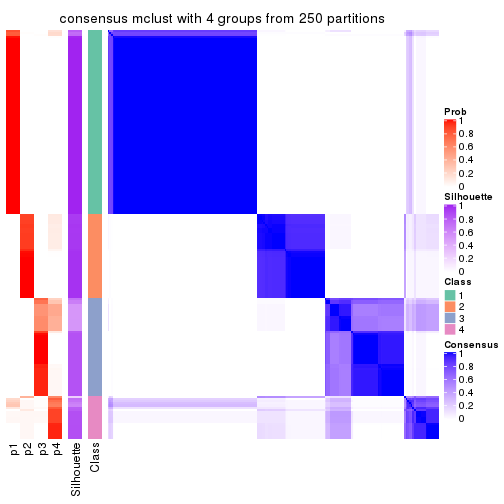 consensus mclust with 4 groups from 250 partitions
Prob
1
0.8
0.6
0.4
0.2
0
Silhouette
1
0.8
0.6
0.4
0.2
0
Class
1
2
3
4
Consensus
1
0.8
0.6
0.4
0.2
0
p1
p2
p3
p4
Silhouette
Class